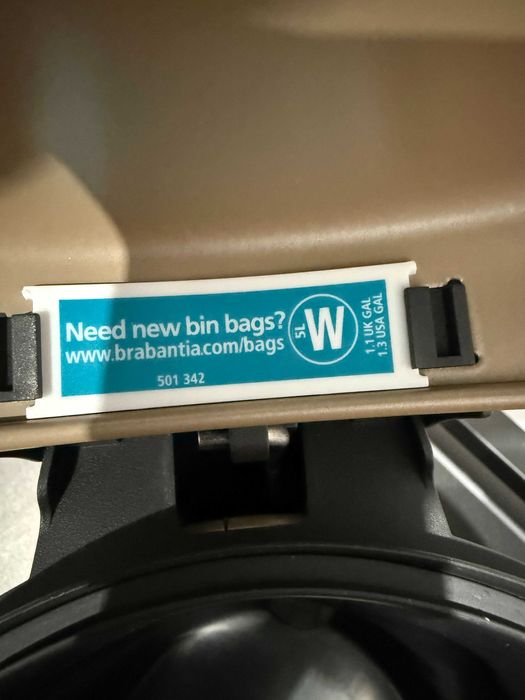 Need new bin bags?
www.brabantia.com/bags
501 342
5L
W
1.1 UK GAL
1.3 USA GAL